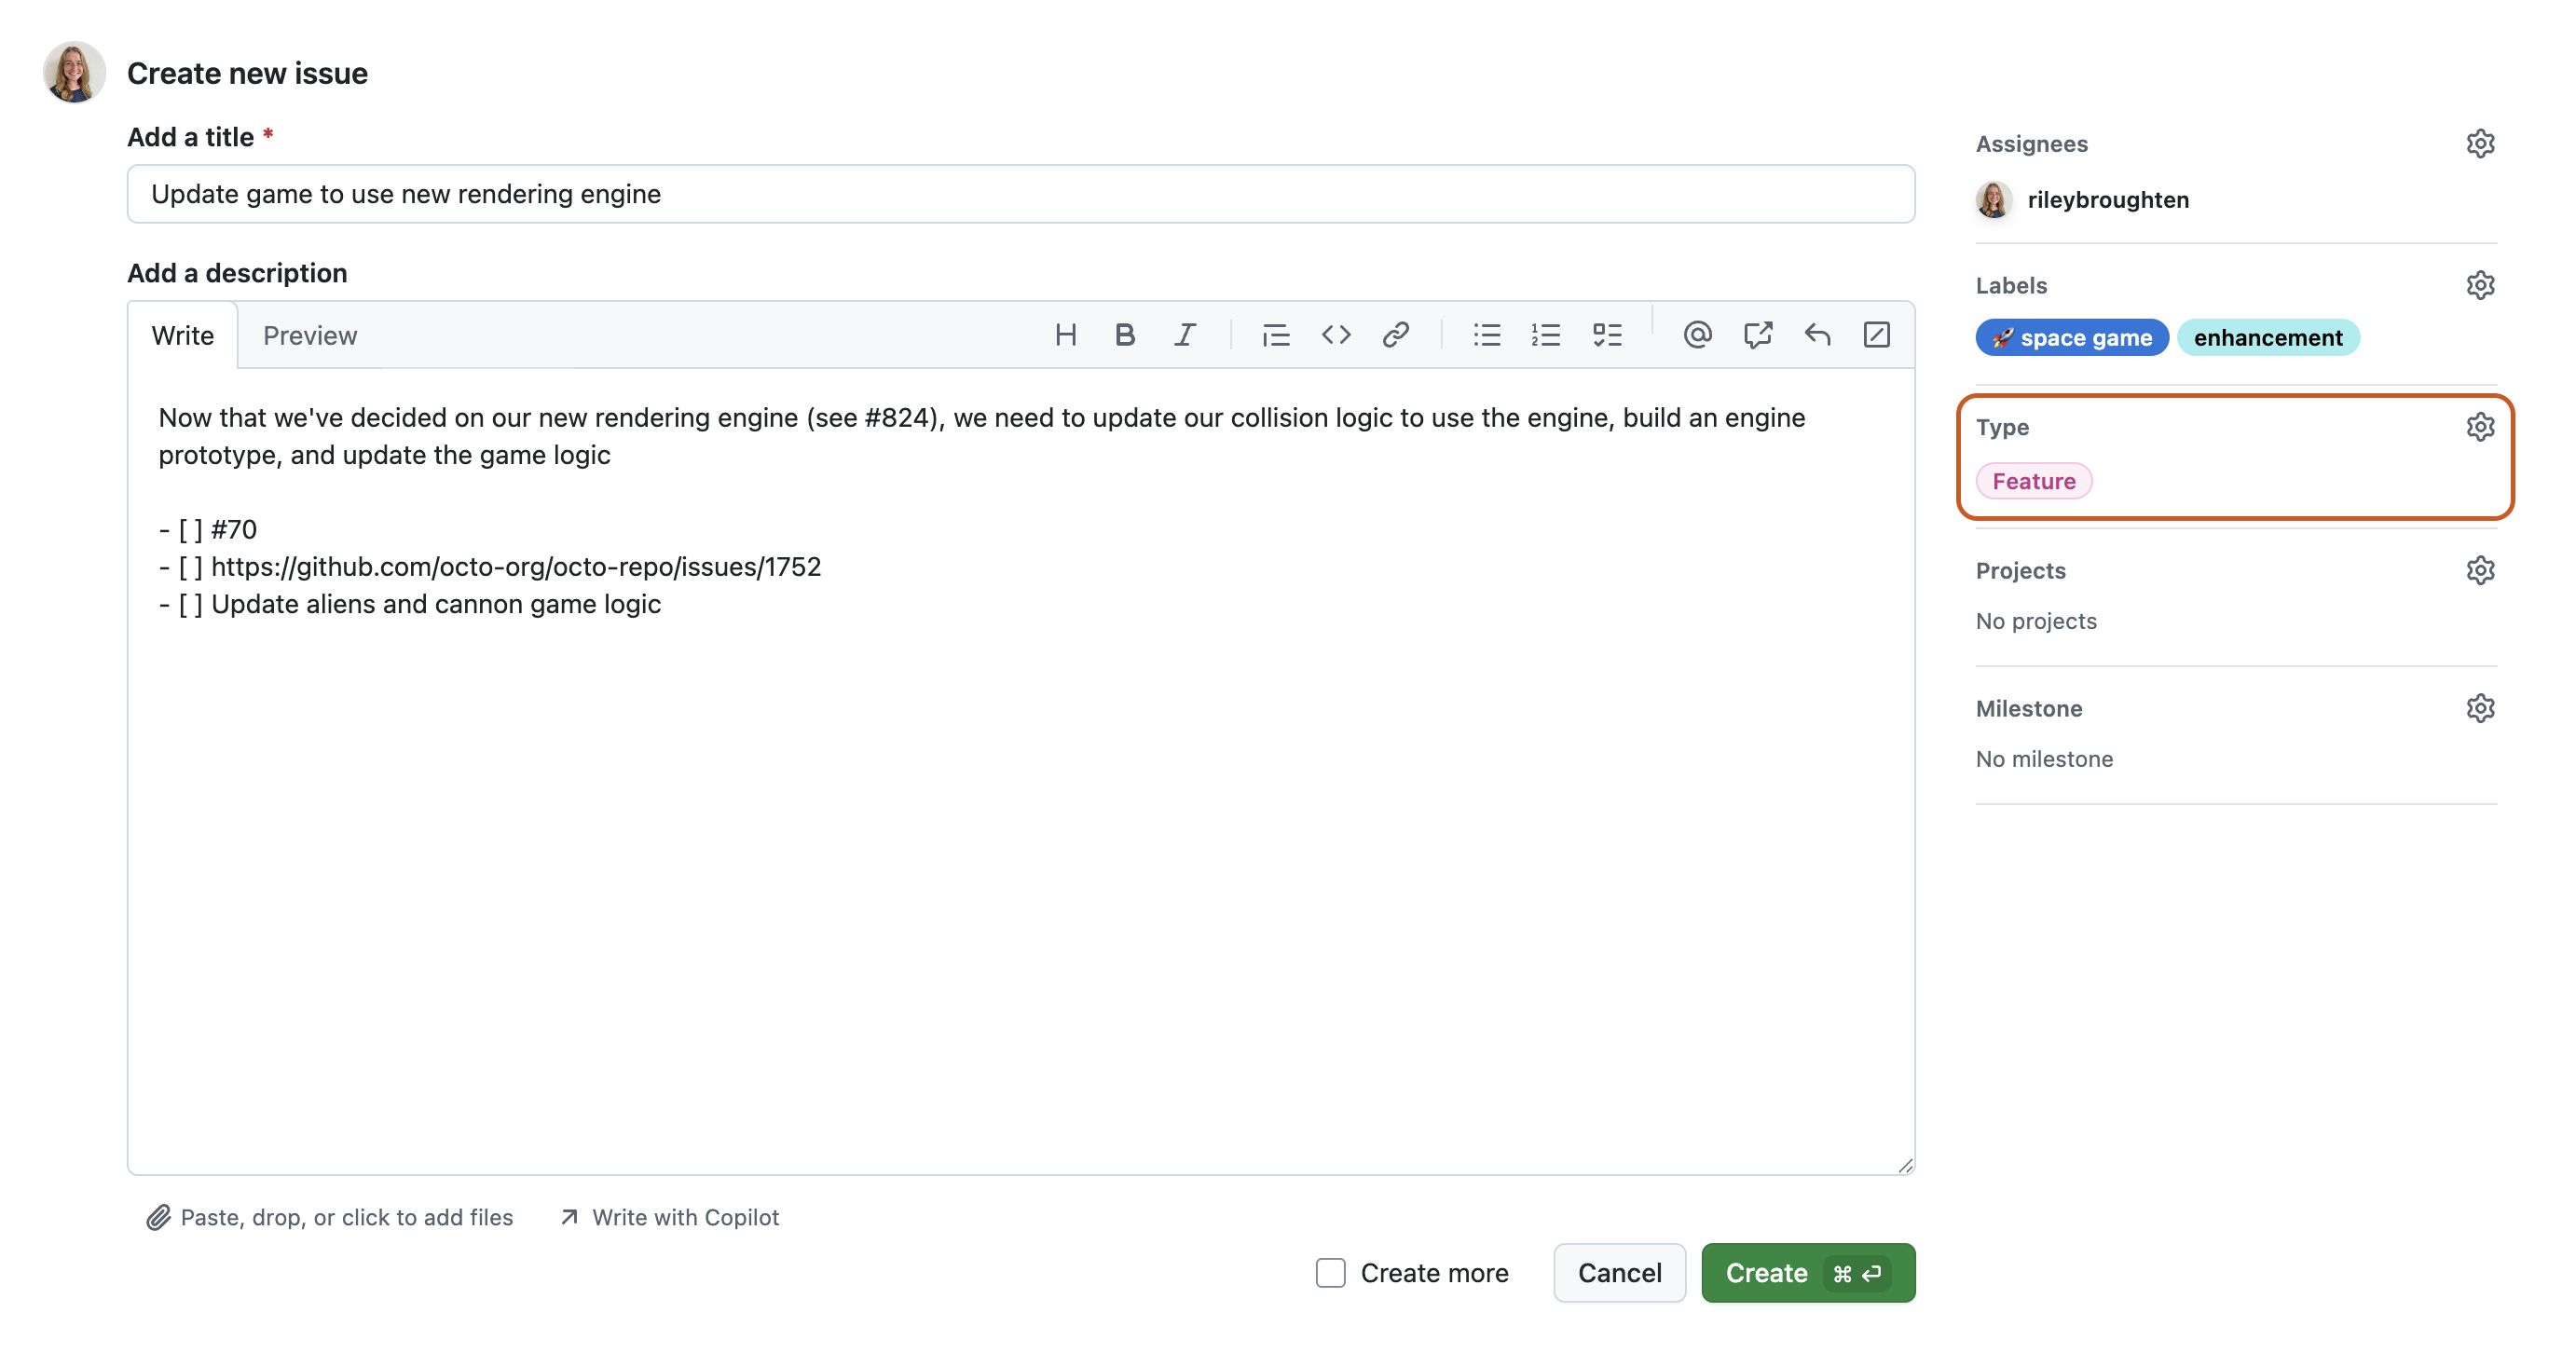 Create new issue
Add a title *
Update game to use new rendering engine
Add a description
Write Preview
Now that we've decided on our new rendering engine (see #824), we need to update our collision logic to use the engine, build an engine
prototype, and update the game logic
- [ ] #70
- [ ] https://github.com/octo-org/octo-repo/issues/1752
- [ ] Update aliens and cannon game logic
Paste, drop, or click to add files Write with Copilot
Create more Cancel Create ⌘ ⏎
Assignees
rileybroughten
Labels
🚀 space game enhancement
Type
Feature
Projects
No projects
Milestone
No milestone